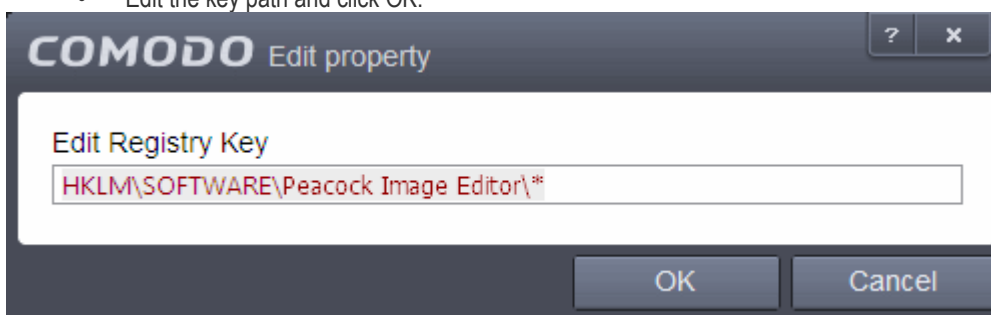 • Edit the key path and click OK.
COMODO Edit property ? x
Edit Registry Key
HKLM\SOFTWARE\Peacock Image Editor\*
OK Cancel